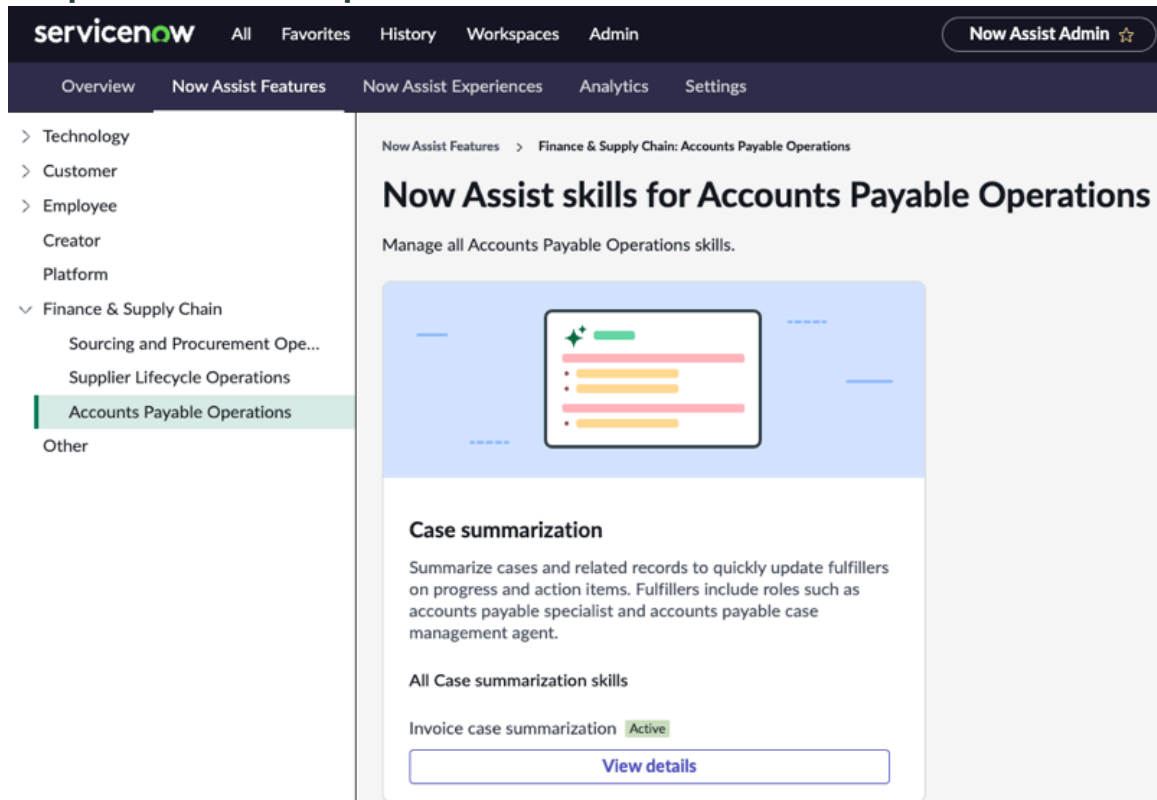 servicenow All Favorites History Workspaces Admin Now Assist Admin
Overview Now Assist Features Now Assist Experiences Analytics Settings
Technology
Customer
Employee
Creator
Platform
Finance & Supply Chain
Sourcing and Procurement Ope...
Supplier Lifecycle Operations
Accounts Payable Operations
Other
Now Assist Features > Finance & Supply Chain: Accounts Payable Operations
Now Assist skills for Accounts Payable Operations
Manage all Accounts Payable Operations skills.
Case summarization
Summarize cases and related records to quickly update fulfillers
on progress and action items. Fulfillers include roles such as
accounts payable specialist and accounts payable case
management agent.
All Case summarization skills
Invoice case summarization Active
View details